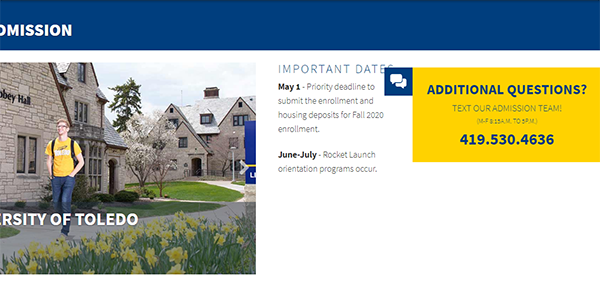 DMISSION
IMPORTANT DATES
May 1 - Priority deadline to
submit the enrollment and
housing deposits for Fall 2020
enrollment.
June-July - Rocket Launch
orientation programs occur.
ADDITIONAL QUESTIONS?
TEXT OUR ADMISSION TEAM!
(M-F 8:15A.M. TO 5P.M.)
419.530.4636
bbey Hall
ERSITY OF TOLEDO